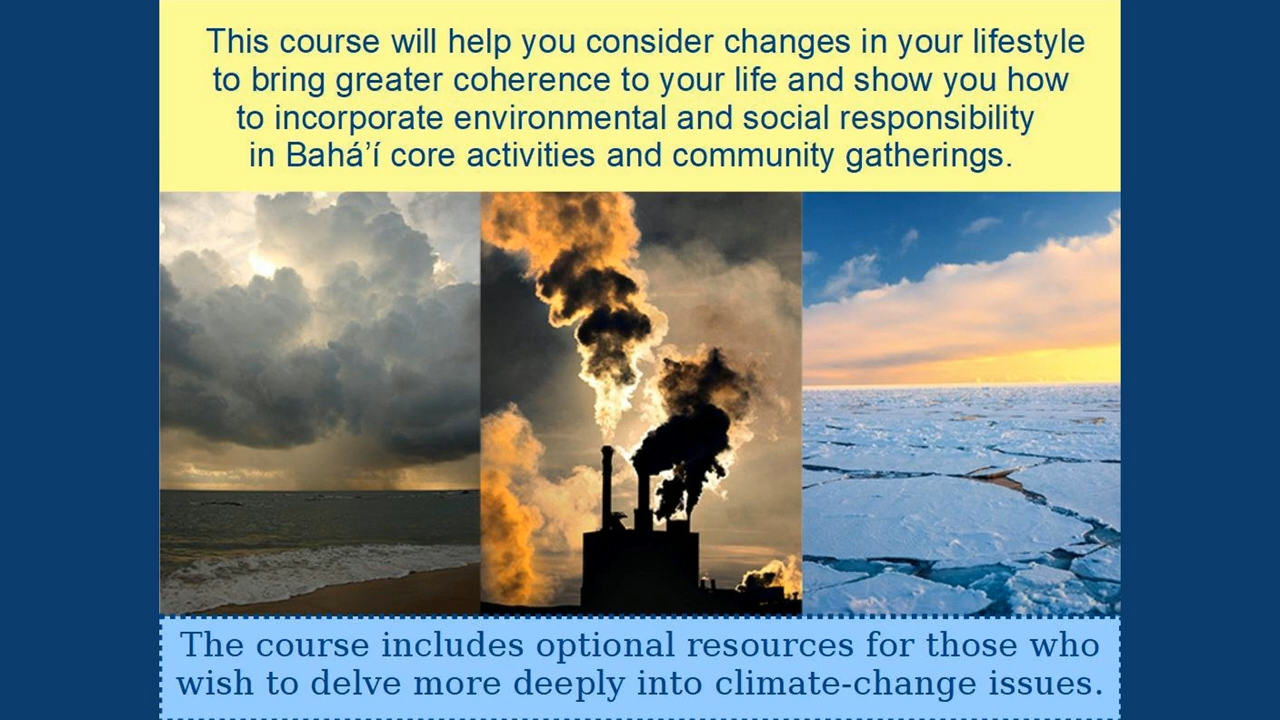 This course will help you consider changes in your lifestyle
to bring greater coherence to your life and show you how
to incorporate environmental and social responsibility
in Bahá’í core activities and community gatherings.
The course includes optional resources for those who
wish to delve more deeply into climate-change issues.